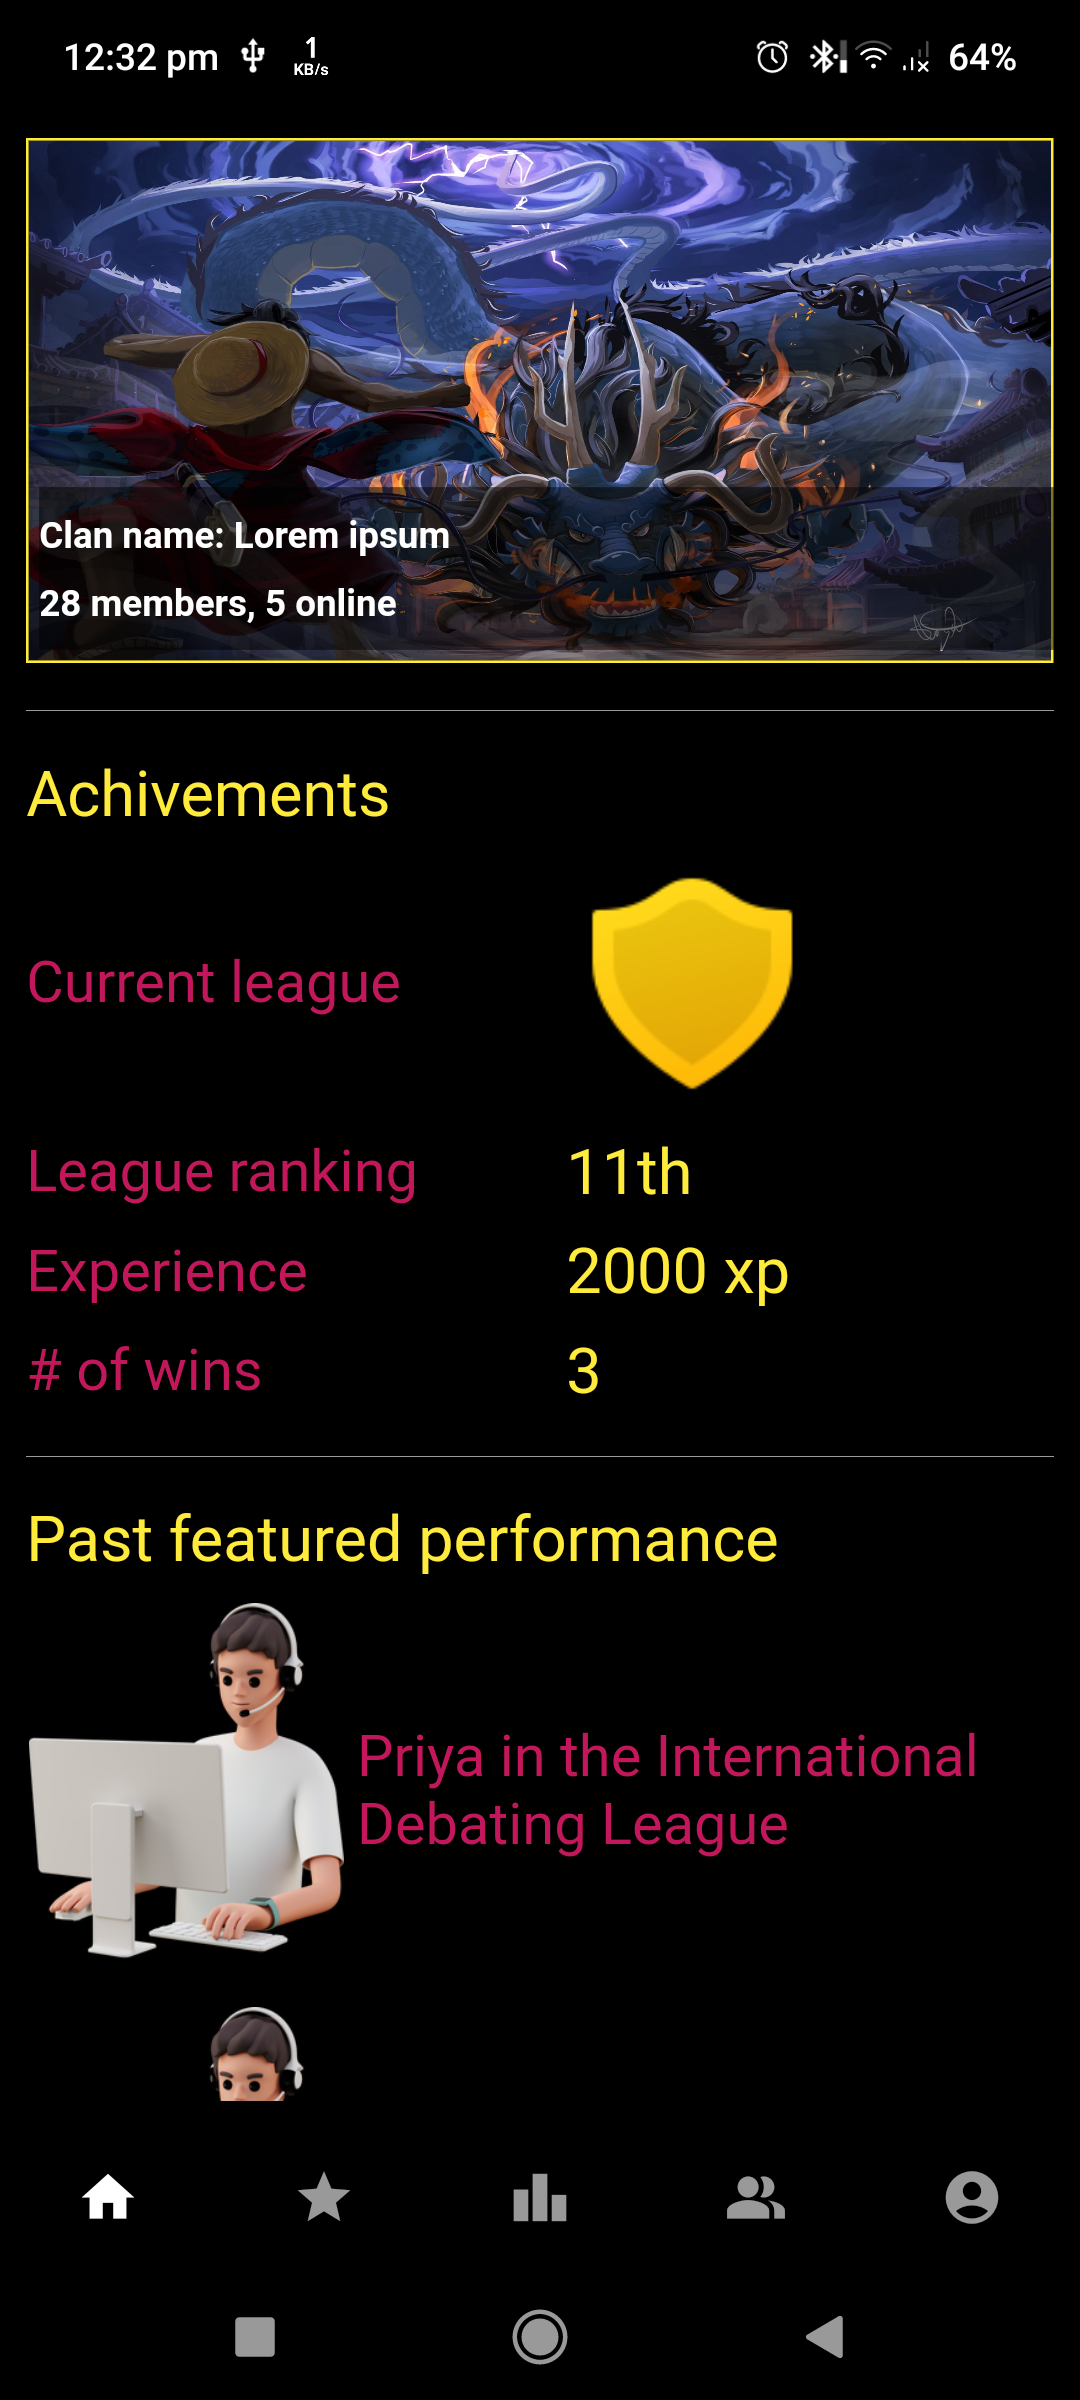 12:32 pm
1
KB/s
64%
Clan name: Lorem ipsum
28 members, 5 online
Achivements
Current league
League ranking 11th
Experience 2000 xp
# of wins 3
Past featured performance
Priya in the International
Debating League